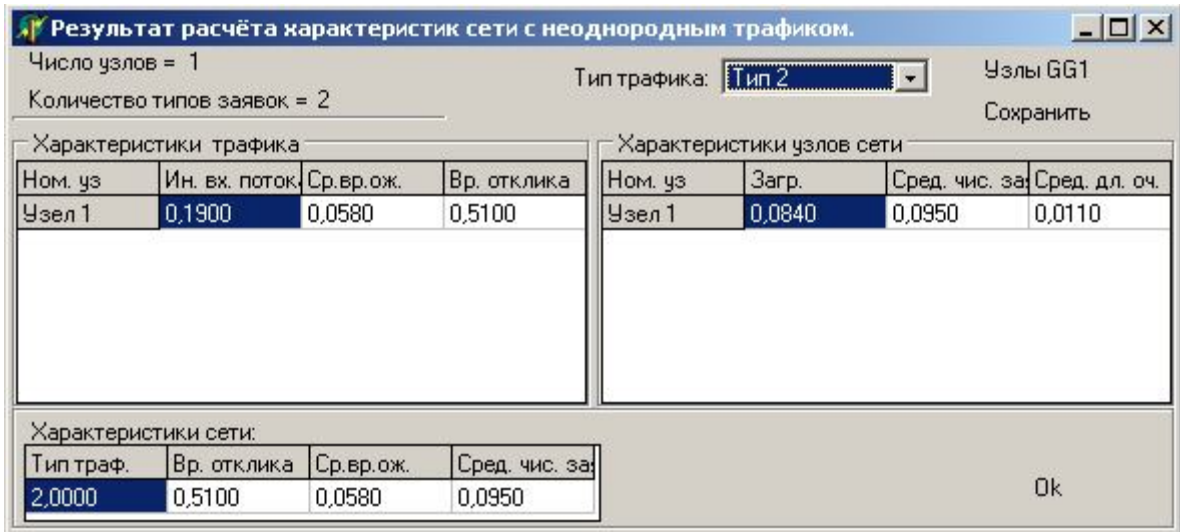 Результат расчёта характеристик сети с неоднородным трафиком.
Число узлов = 1
Тип трафика: Тип 2
Узлы GG1
Количество типов заявок = 2
Сохранить
Характеристики трафика
Ном. уз Ин. вх. поток Ср.вр.ож. Вр. отклика
Узел 1 0,1900 0,0580 0,5100
Характеристики узлов сети
Ном. уз Загр. Сред. чис. зая Сред. дл. оч.
Узел 1 0,0840 0,0950 0,0110
Характеристики сети:
Тип траф. Вр. отклика Ср.вр.ож. Сред. чис. зая
2,0000 0,5100 0,0580 0,0950
Ok